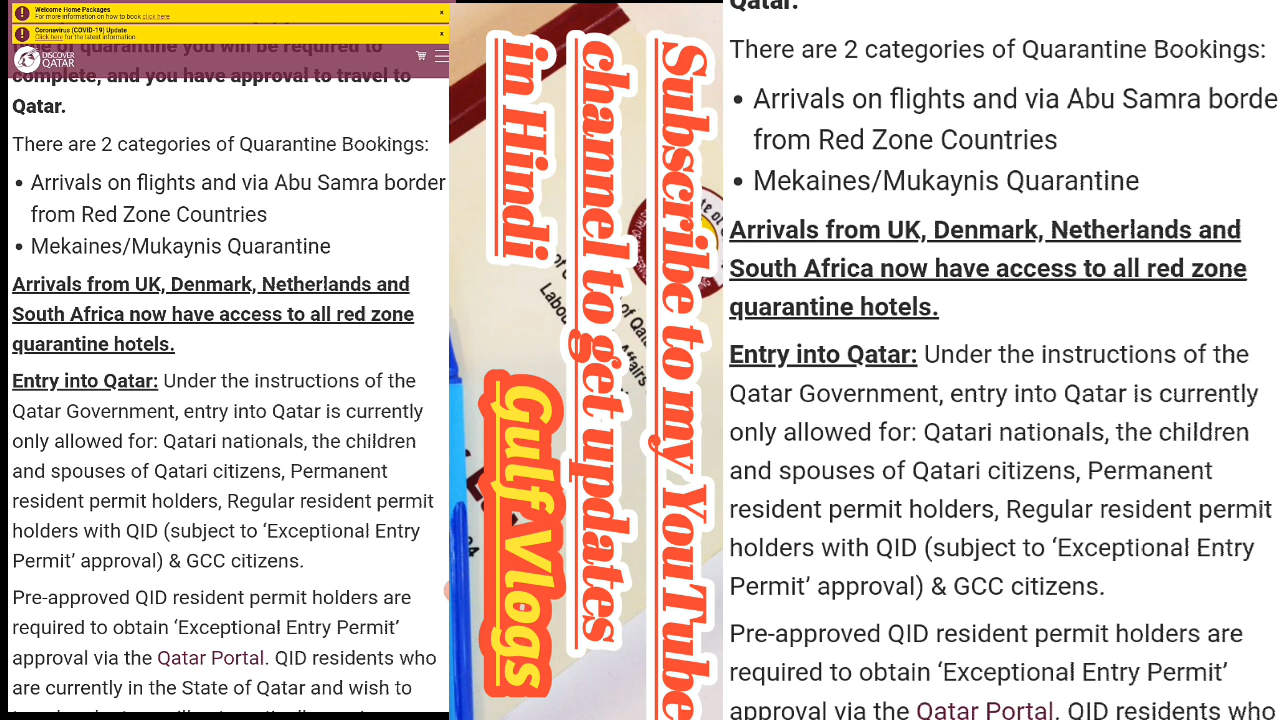 Welcome Home Packages
For more information on how to book click here
×
Coronavirus (COVID-19) Update
Click here for the latest information
×
DISCOVER
QATAR
quarantine you will be required to
complete, and you have approval to travel to
Qatar.
There are 2 categories of Quarantine Bookings:
• Arrivals on flights and via Abu Samra border
from Red Zone Countries
• Mekaines/Mukaynis Quarantine
Arrivals from UK, Denmark, Netherlands and
South Africa now have access to all red zone
quarantine hotels.
Entry into Qatar: Under the instructions of the
Qatar Government, entry into Qatar is currently
only allowed for: Qatari nationals, the children
and spouses of Qatari citizens, Permanent
resident permit holders, Regular resident permit
holders with QID (subject to ‘Exceptional Entry
Permit’ approval) & GCC citizens.
Pre-approved QID resident permit holders are
required to obtain ‘Exceptional Entry Permit’
approval via the Qatar Portal. QID residents who
are currently in the State of Qatar and wish to
Subscribe to my YouTube
channel to get updates
in Hindi
Gulf Vlogs
Qatar.
There are 2 categories of Quarantine Bookings:
• Arrivals on flights and via Abu Samra borde
from Red Zone Countries
• Mekaines/Mukaynis Quarantine
Arrivals from UK, Denmark, Netherlands and
South Africa now have access to all red zone
quarantine hotels.
Entry into Qatar: Under the instructions of the
Qatar Government, entry into Qatar is currently
only allowed for: Qatari nationals, the children
and spouses of Qatari citizens, Permanent
resident permit holders, Regular resident permit
holders with QID (subject to ‘Exceptional Entry
Permit’ approval) & GCC citizens.
Pre-approved QID resident permit holders are
required to obtain ‘Exceptional Entry Permit’
approval via the Qatar Portal. QID residents who